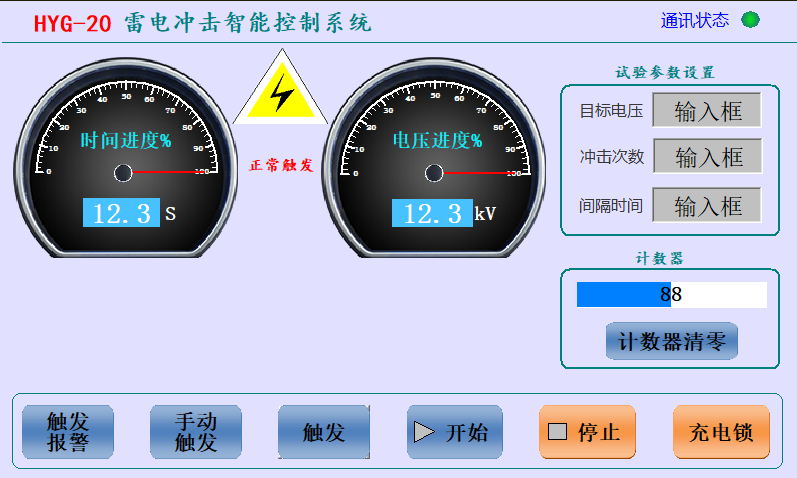 HYG-20 雷电冲击智能控制系统
通讯状态
0 10 20 30 40 50 60 70 80 90 100
时间进度%
12.3 S
正常触发
0 10 20 30 40 50 60 70 80 90 100
电压进度%
12.3 kV
试验参数设置
目标电压 输入框
冲击次数 输入框
间隔时间 输入框
计数器
88
计数器清零
触发
报警
手动
触发
触发
开始
停止
充电锁